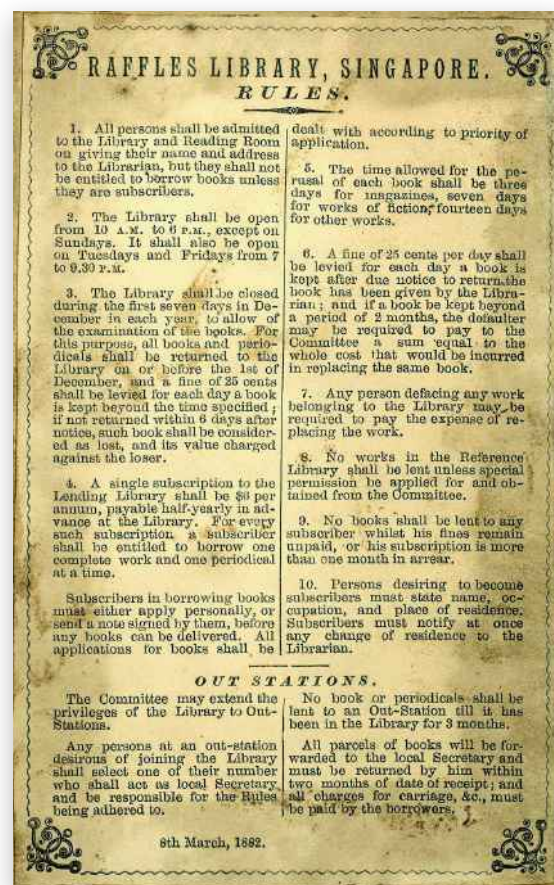 RAFFLES LIBRARY, SINGAPORE.
RULES.
1. All persons shall be admitted
to the Library and Reading Room
on giving their name and address
to the Librarian, but they shall not
be entitled to borrow books unless
they are subscribers.
2. The Library shall be open
from 10 A.M. to 6 P.M., except on
Sundays. It shall also be open
on Tuesdays and Fridays from 7
to 9.30 P.M.
3. The Library shall be closed
during the first seven days in De-
cember in each year, to allow of
the examination of the books. For
this purpose, all books and perio-
dicals shall be returned to the
Library on or before the 1st of
December, and a fine of 25 cents
shall be levied for each day a book
is kept beyond the time specified;
if not returned within 6 days after
notice, such book shall be consider-
ed as lost, and its value charged
against the loser.
4. A single subscription to the
Lending Library shall be $6 per
annum, payable half-yearly in ad-
vance at the Library. For every
such subscription a subscriber
shall be entitled to borrow one
complete work and one periodical
at a time.
Subscribers in borrowing books
must either apply personally, or
send a note signed by them, before
any books can be delivered. All
applications for books shall be
dealt with according to priority of
application.
5. The time allowed for the pe-
rusal of each book shall be three
days for magazines, seven days
for works of fiction, fourteen days
for other works.
6. A fine of 25 cents per day shall
be levied for each day a book is
kept after due notice to return the
book has been given by the Libra-
rian; and if a book be kept beyond
a period of 2 months, the defaulter
may be required to pay to the
Committee a sum equal to the
whole cost that would be incurred
in replacing the same book.
7. Any person defacing any work
belonging to the Library may be
required to pay the expense of re-
placing the work.
8. No works in the Reference
Library shall be lent unless special
permission be applied for and ob-
tained from the Committee.
9. No books shall be lent to any
subscriber whilst his fines remain
unpaid, or his subscription is more
than one month in arrear.
10. Persons desiring to become
subscribers must state name, oc-
cupation, and place of residence.
Subscribers must notify at once
any change of residence to the
Librarian.
OUT STATIONS.
The Committee may extend the
privileges of the Library to Out-
Stations.
Any persons at an out-station
desirous of joining the Library
shall select one of their number
who shall act as local Secretary
and be responsible for the Rules
being adhered to.
No book or periodicals shall be
lent to an Out-Station till it has
been in the Library for 3 months.
All parcels of books will be for-
warded to the local Secretary and
must be returned by him within
two months of date of receipt; and
all charges for carriage, &c., must
be paid by the borrowers.
8th March, 1882.